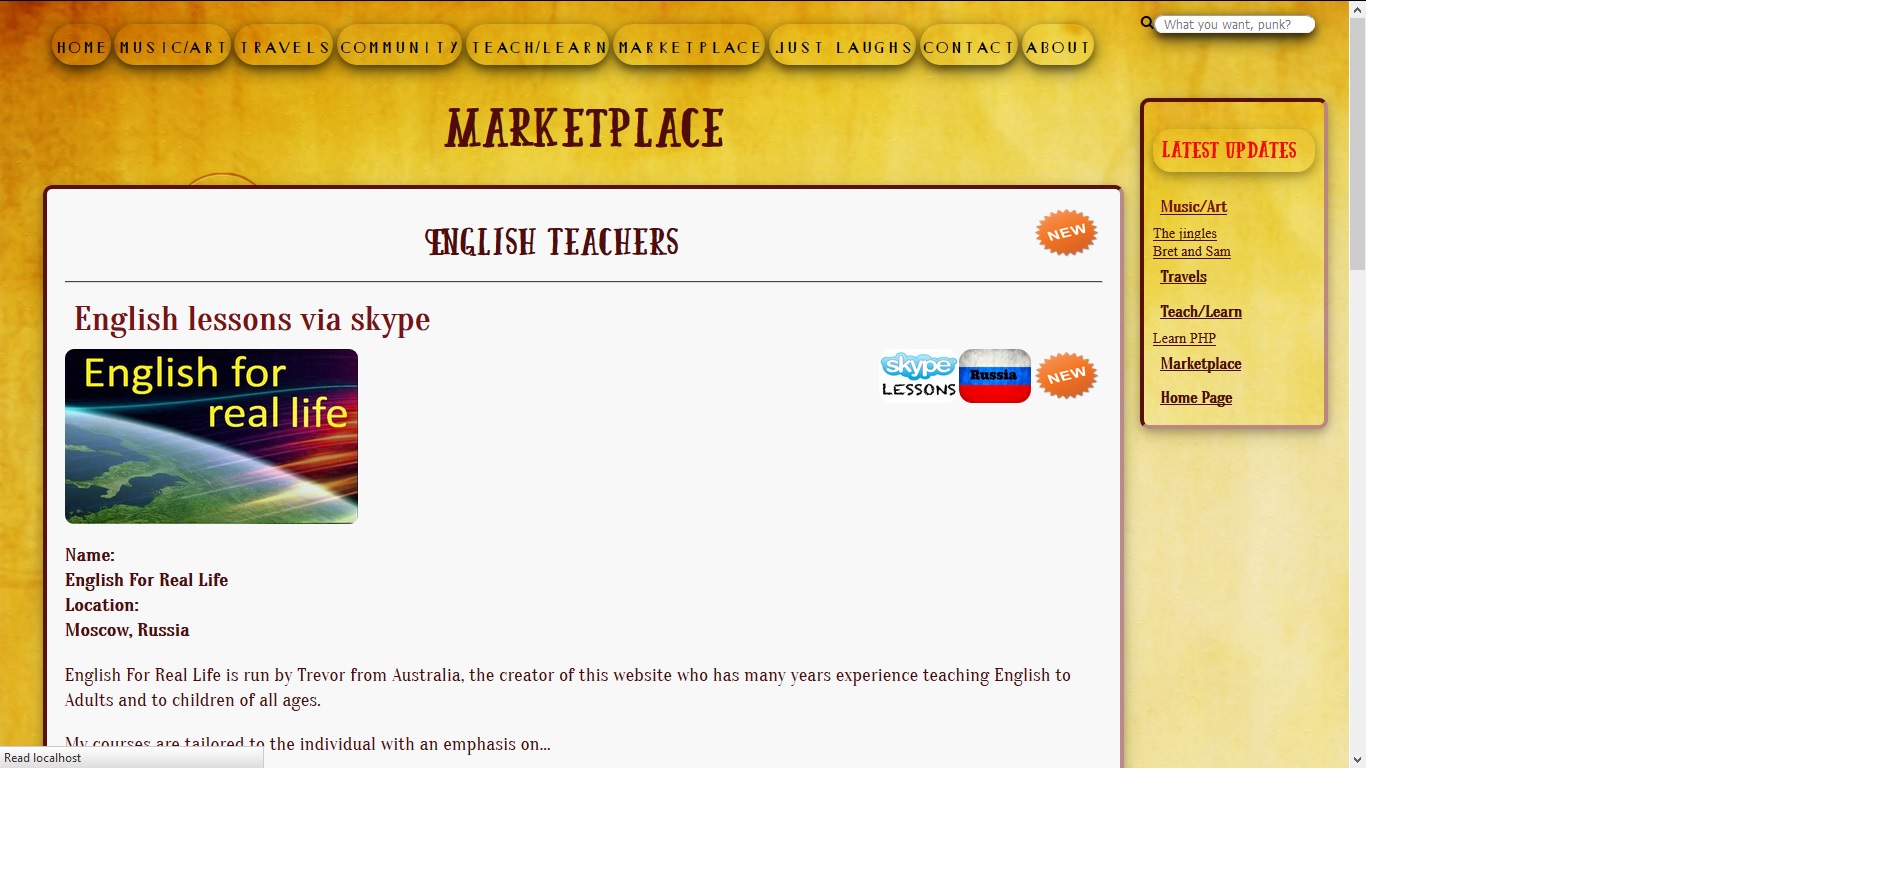 HOME MUSIC/ART TRAVELS COMMUNITY TEACH/LEARN MARKETPLACE JUST LAUGHS CONTACT ABOUT
What you want, punk?
MARKETPLACE
LATEST UPDATES
Music/Art
The jingles
Bret and Sam
Travels
Teach/Learn
Learn PHP
Marketplace
Home Page
ENGLISH TEACHERS
NEW
English lessons via skype
English for
real life
skype
LESSONS
Russia
NEW
Name:
English For Real Life
Location:
Moscow, Russia
English For Real Life is run by Trevor from Australia, the creator of this website who has many years experience teaching English to
Adults and to children of all ages.
My courses are tailored to the individual with an emphasis on...
Read localhost